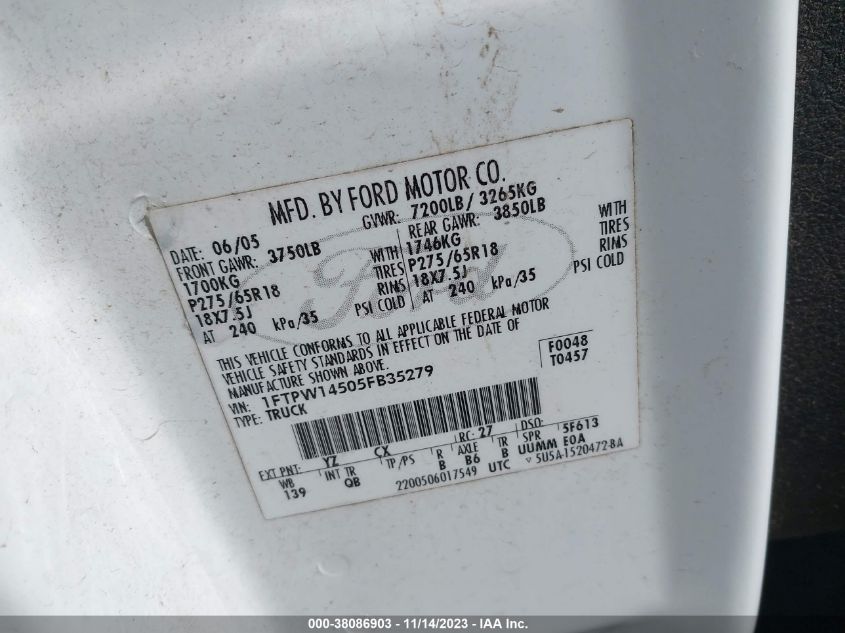 MFD. BY FORD MOTOR CO.
DATE: 06/05 GVWR: 7200LB/ 3265KG
FRONT GAWR: 3750LB REAR GAWR: 3850LB
1700KG WITH 1746KG WITH
P275/65R18 TIRES P275/65R18 TIRES
18X7.5J RIMS 18X7.5J RIMS
AT 240 kPa/35 PSI COLD AT 240 kPa/35 PSI COLD
Ford
THIS VEHICLE CONFORMS TO ALL APPLICABLE FEDERAL MOTOR
VEHICLE SAFETY STANDARDS IN EFFECT ON THE DATE OF
MANUFACTURE SHOWN ABOVE.
VIN: 1FTPW14505FB35279 F0048
TYPE: TRUCK T0457
EXT PNT: YZ CX RC: 27 DSO:
WB INT TR TP/PS R AXLE TR SPR 5F613
139 QB B B6 B UUMM E0A
2200506017549 UTC ▽ 5U5A-1520472-BA
000-38086903 - 11/14/2023 - IAA Inc.